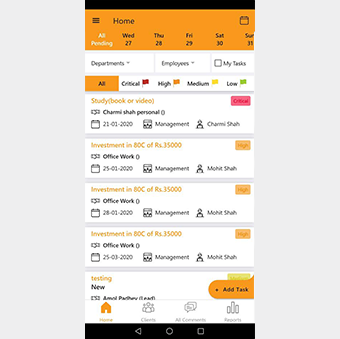 Home
All Pending
Wed 27
Thu 28
Fri 29
Sat 30
Sun 31
Departments
Employees
My Tasks
All
Critical
High
Medium
Low
Study(book or video)
Critical
Charmi shah personal ()
21-01-2020
Management
Charmi Shah
Investment in 80C of Rs.35000
High
Office Work ()
25-01-2020
Management
Mohit Shah
Investment in 80C of Rs.35000
High
Office Work ()
28-01-2020
Management
Mohit Shah
Investment in 80C of Rs.35000
High
Office Work ()
25-03-2020
Management
Mohit Shah
testing
New
Amol Padhey (Lead)
+ Add Task
Home
Clients
All Comments
Reports